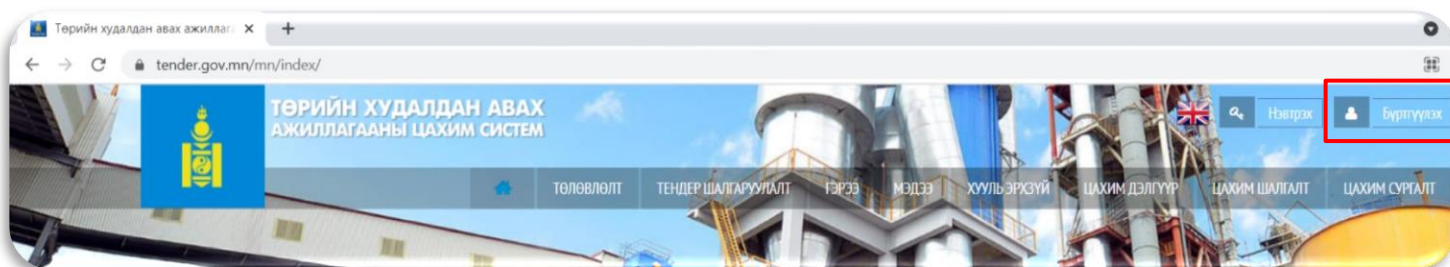 Төрийн худалдан авах ажиллага
tender.gov.mn/mn/index/
ТӨРИЙН ХУДАЛДАН АВАХ
АЖИЛЛАГААНЫ ЦАХИМ СИСТЕМ
Нэвтрэх Бүртгүүлэх
ТӨЛӨВЛӨЛТ ТЕНДЕР ШАЛГАРУУЛАЛТ ГЭРЭЭ МЭДЭЭ ХУУЛЬ ЭРХЗҮЙ ЦАХИМ ДЭЛГҮҮР ЦАХИМ ШАЛГАЛТ ЦАХИМ СУРГАЛТ